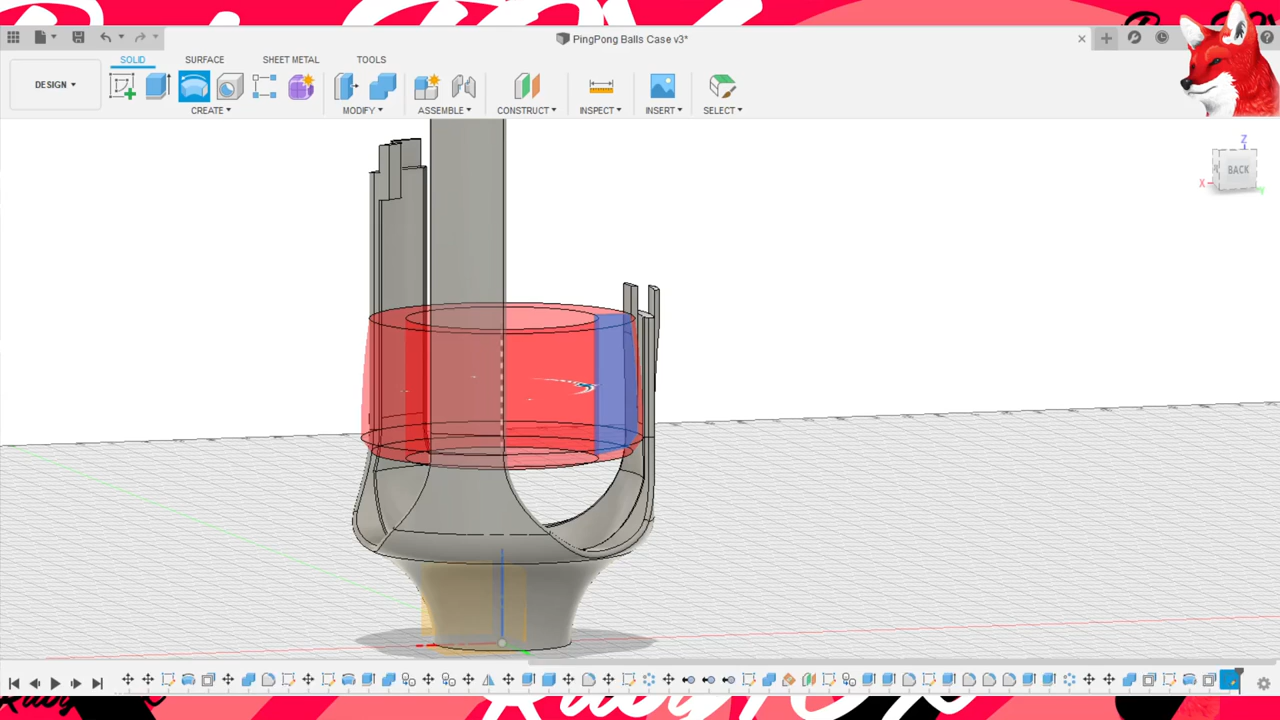 PingPong Balls Case v3*
SOLID SURFACE SHEET METAL TOOLS
DESIGN
CREATE MODIFY ASSEMBLE CONSTRUCT INSPECT INSERT SELECT
Z
BACK
X
Y